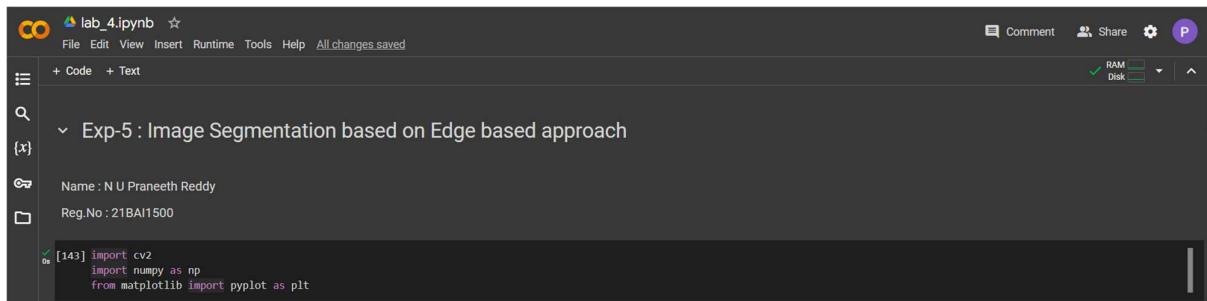 lab_4.ipynb
Comment Share P
File Edit View Insert Runtime Tools Help All changes saved
+ Code + Text
RAM
Disk
Exp-5 : Image Segmentation based on Edge based approach
{x}
Name : N U Praneeth Reddy
Reg.No : 21BAI1500
0s [143] import cv2
import numpy as np
from matplotlib import pyplot as plt